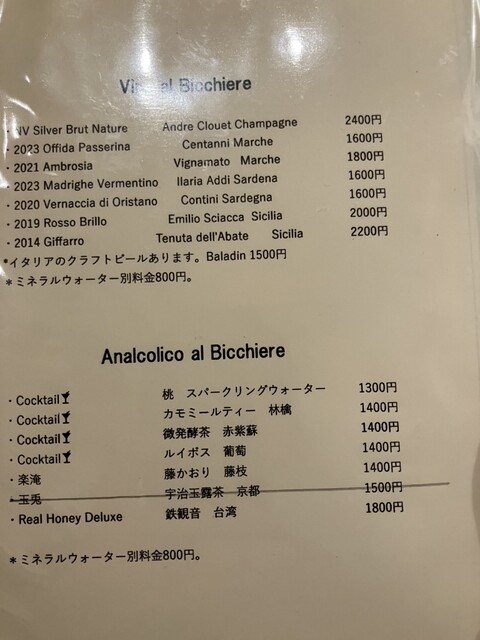 Vino al Bicchiere
・NV Silver Brut Nature Andre Clouet Champagne 2400円
・2023 Offida Passerina Centanni Marche 1600円
・2021 Ambrosia Vignamato Marche 1800円
・2023 Madrighe Vermentino Ilaria Addi Sardena 1600円
・2020 Vernaccia di Oristano Contini Sardegna 1600円
・2019 Rosso Brillo Emilio Sciacca Sicilia 2000円
・2014 Giffarro Tenuta dell'Abate Sicilia 2200円
*イタリアのクラフトビールあります。Baladin 1500円
＊ミネラルウォーター別料金800円。
Analcolico al Bicchiere
・Cocktail🍸 桃 スパークリングウォーター 1300円
・Cocktail🍸 カモミールティー 林檎 1400円
・Cocktail🍸 微発酵茶 赤紫蘇 1400円
・Cocktail🍸 ルイボス 葡萄 1400円
・楽滝 藤かおり 藤枝 1400円
・玉兎 宇治玉露茶 京都 1500円
・Real Honey Deluxe 鉄観音 台湾 1800円
＊ミネラルウォーター別料金800円。